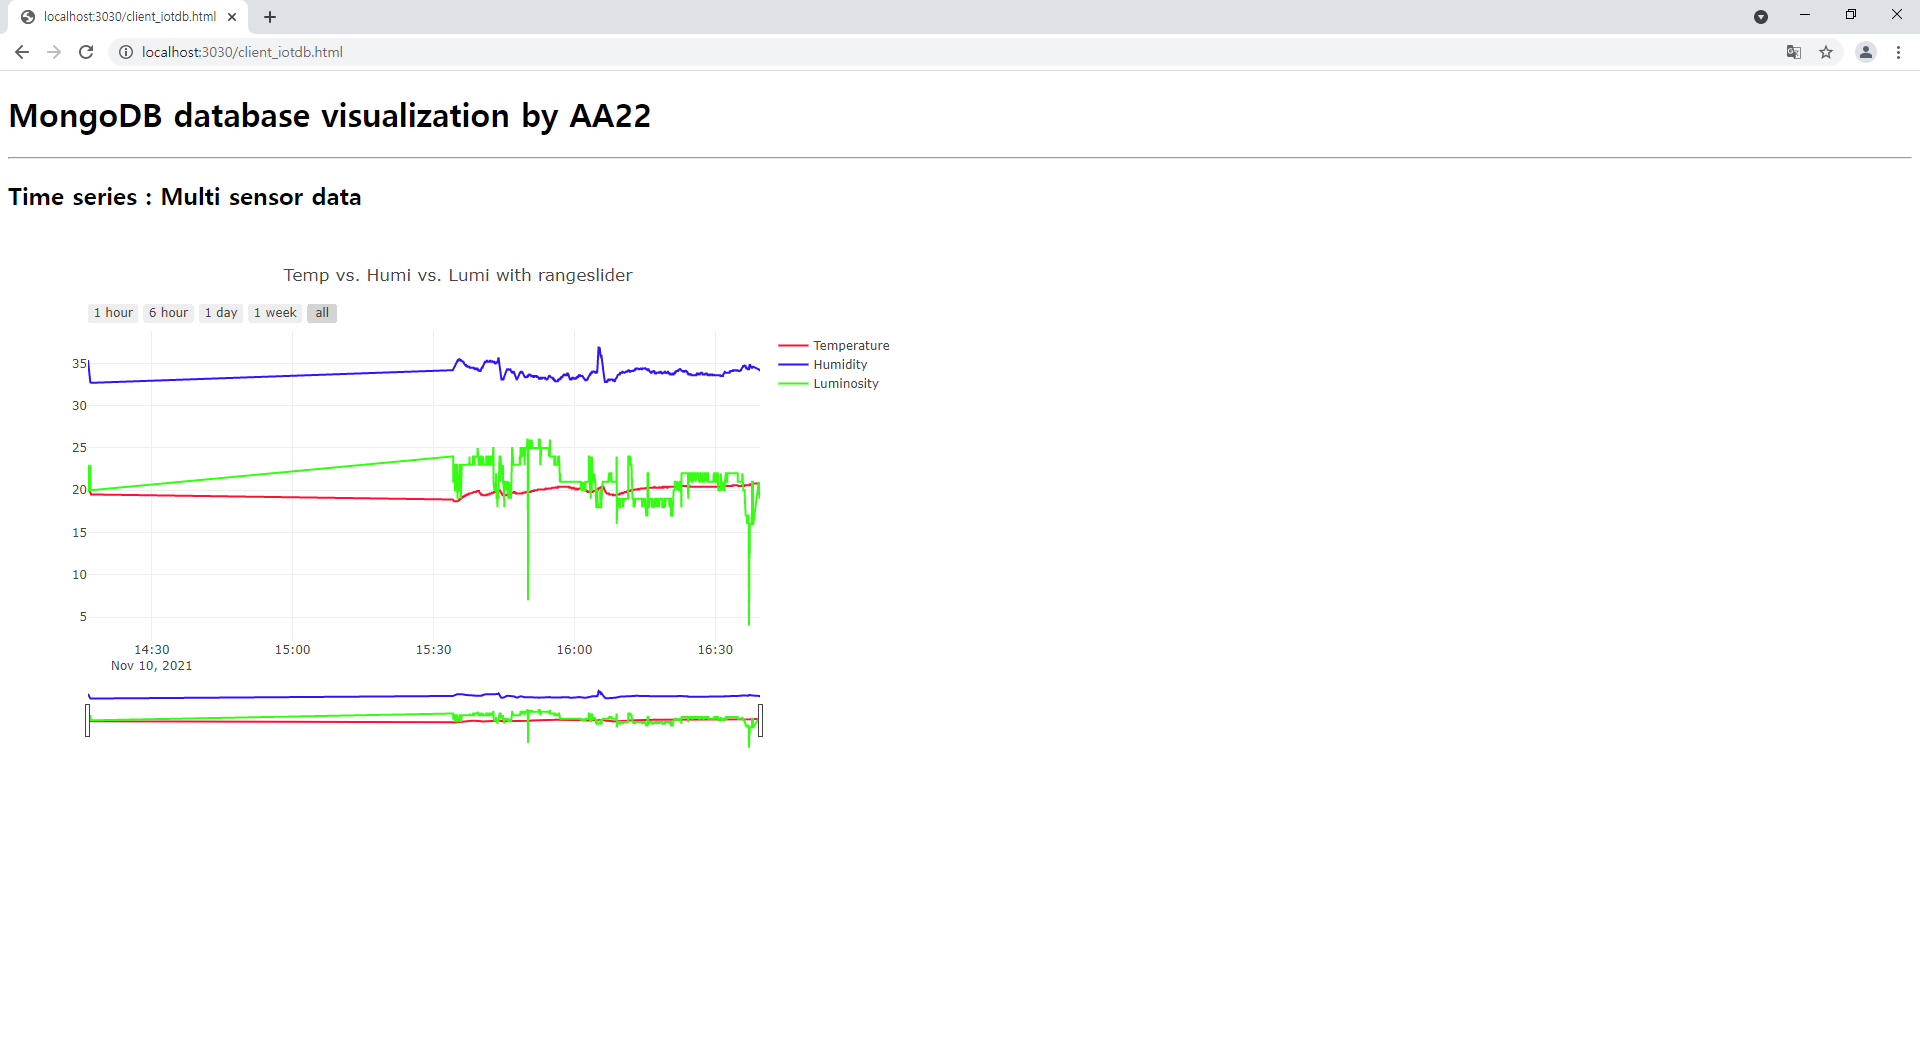 localhost:3030/client_iotdb.html
localhost:3030/client_iotdb.html
MongoDB database visualization by AA22
Time series : Multi sensor data
Temp vs. Humi vs. Lumi with rangeslider
1 hour 6 hour 1 day 1 week all
Temperature
Humidity
Luminosity
35
30
25
20
15
10
5
14:30 15:00 15:30 16:00 16:30
Nov 10, 2021